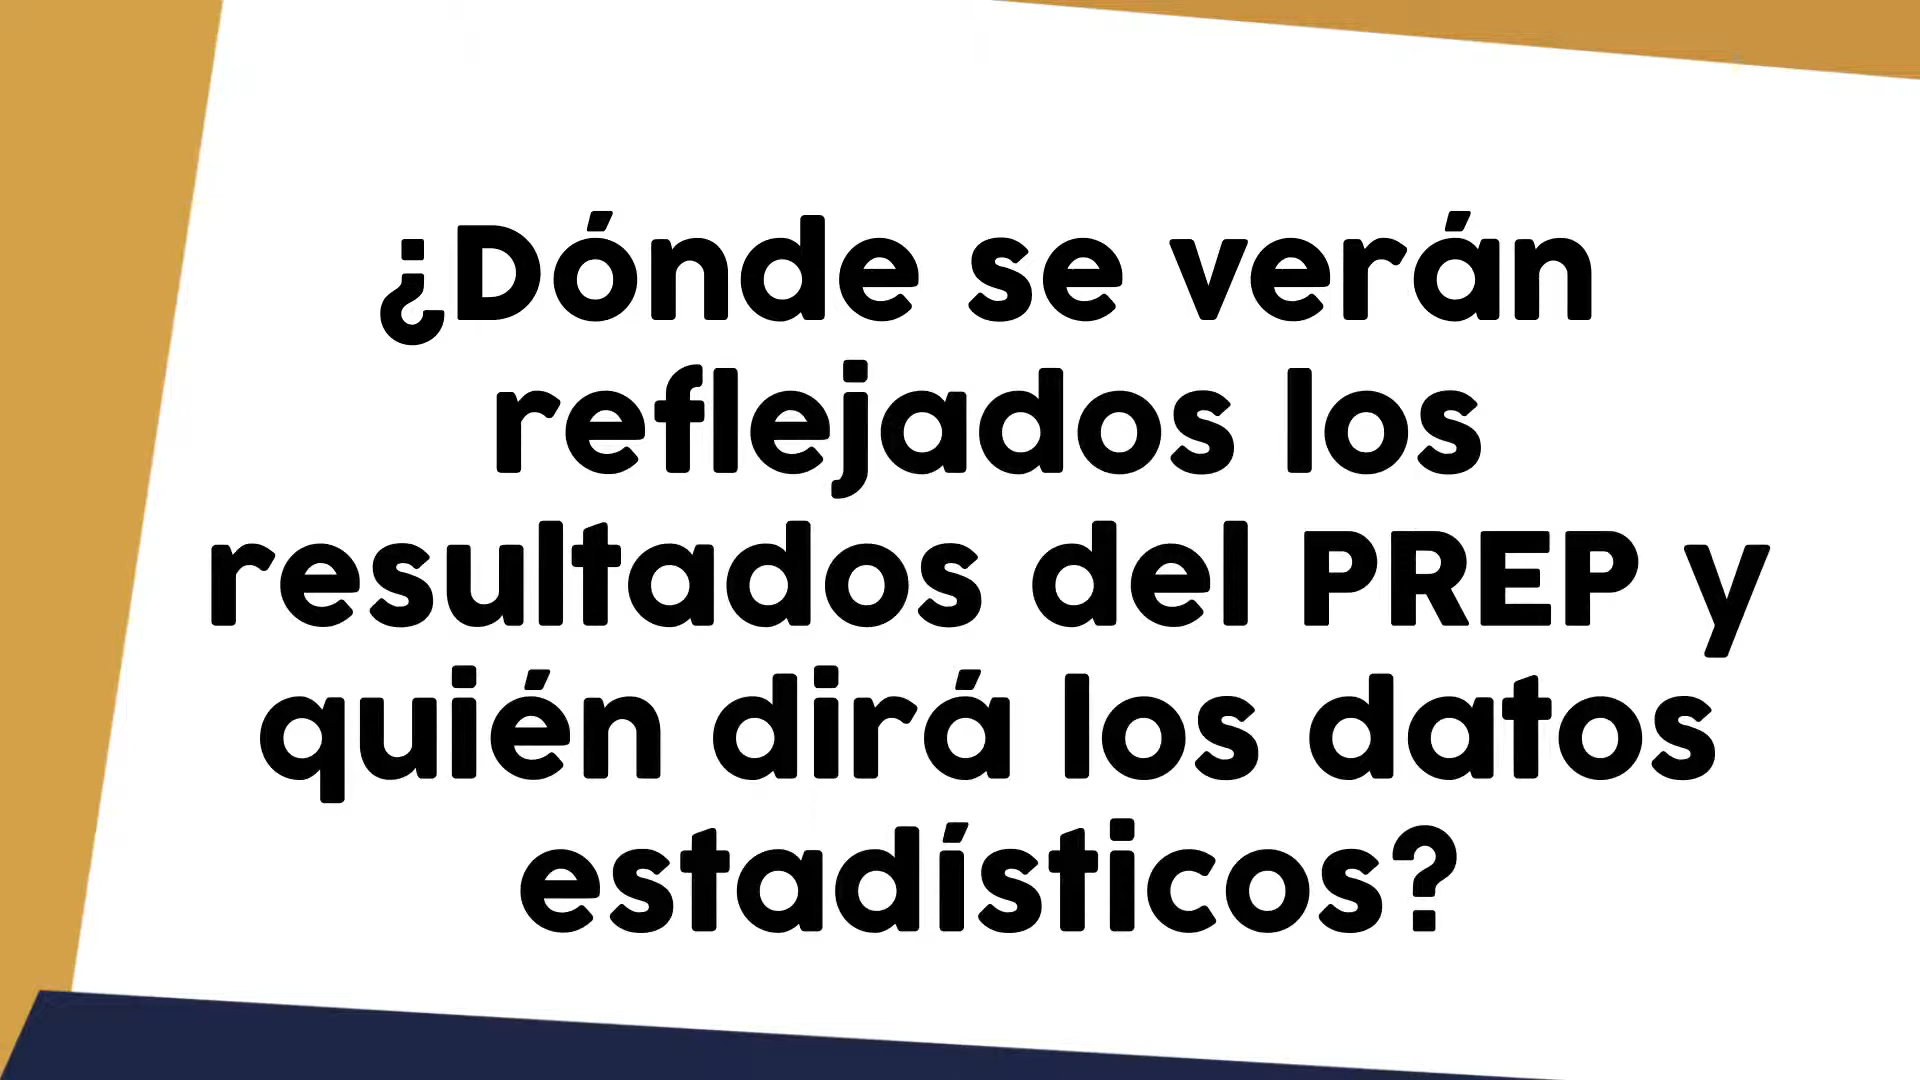 ¿Dónde se verán
reflejados los
resultados del PREP y
quién dirá los datos
estadísticos?